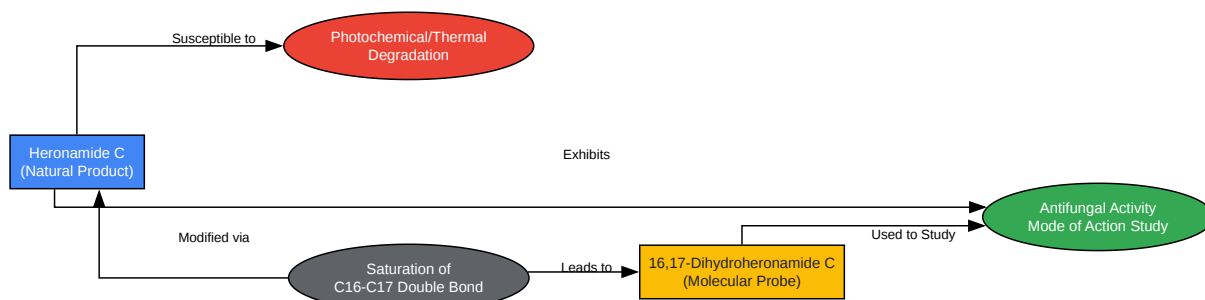 Susceptible to
Photochemical/Thermal
Degradation
Heronamide C
(Natural Product)
Exhibits
Antifungal Activity
Mode of Action Study
Modified via
Used to Study
Saturation of
C16-C17 Double Bond
Leads to
16,17-Dihydroheronamide C
(Molecular Probe)